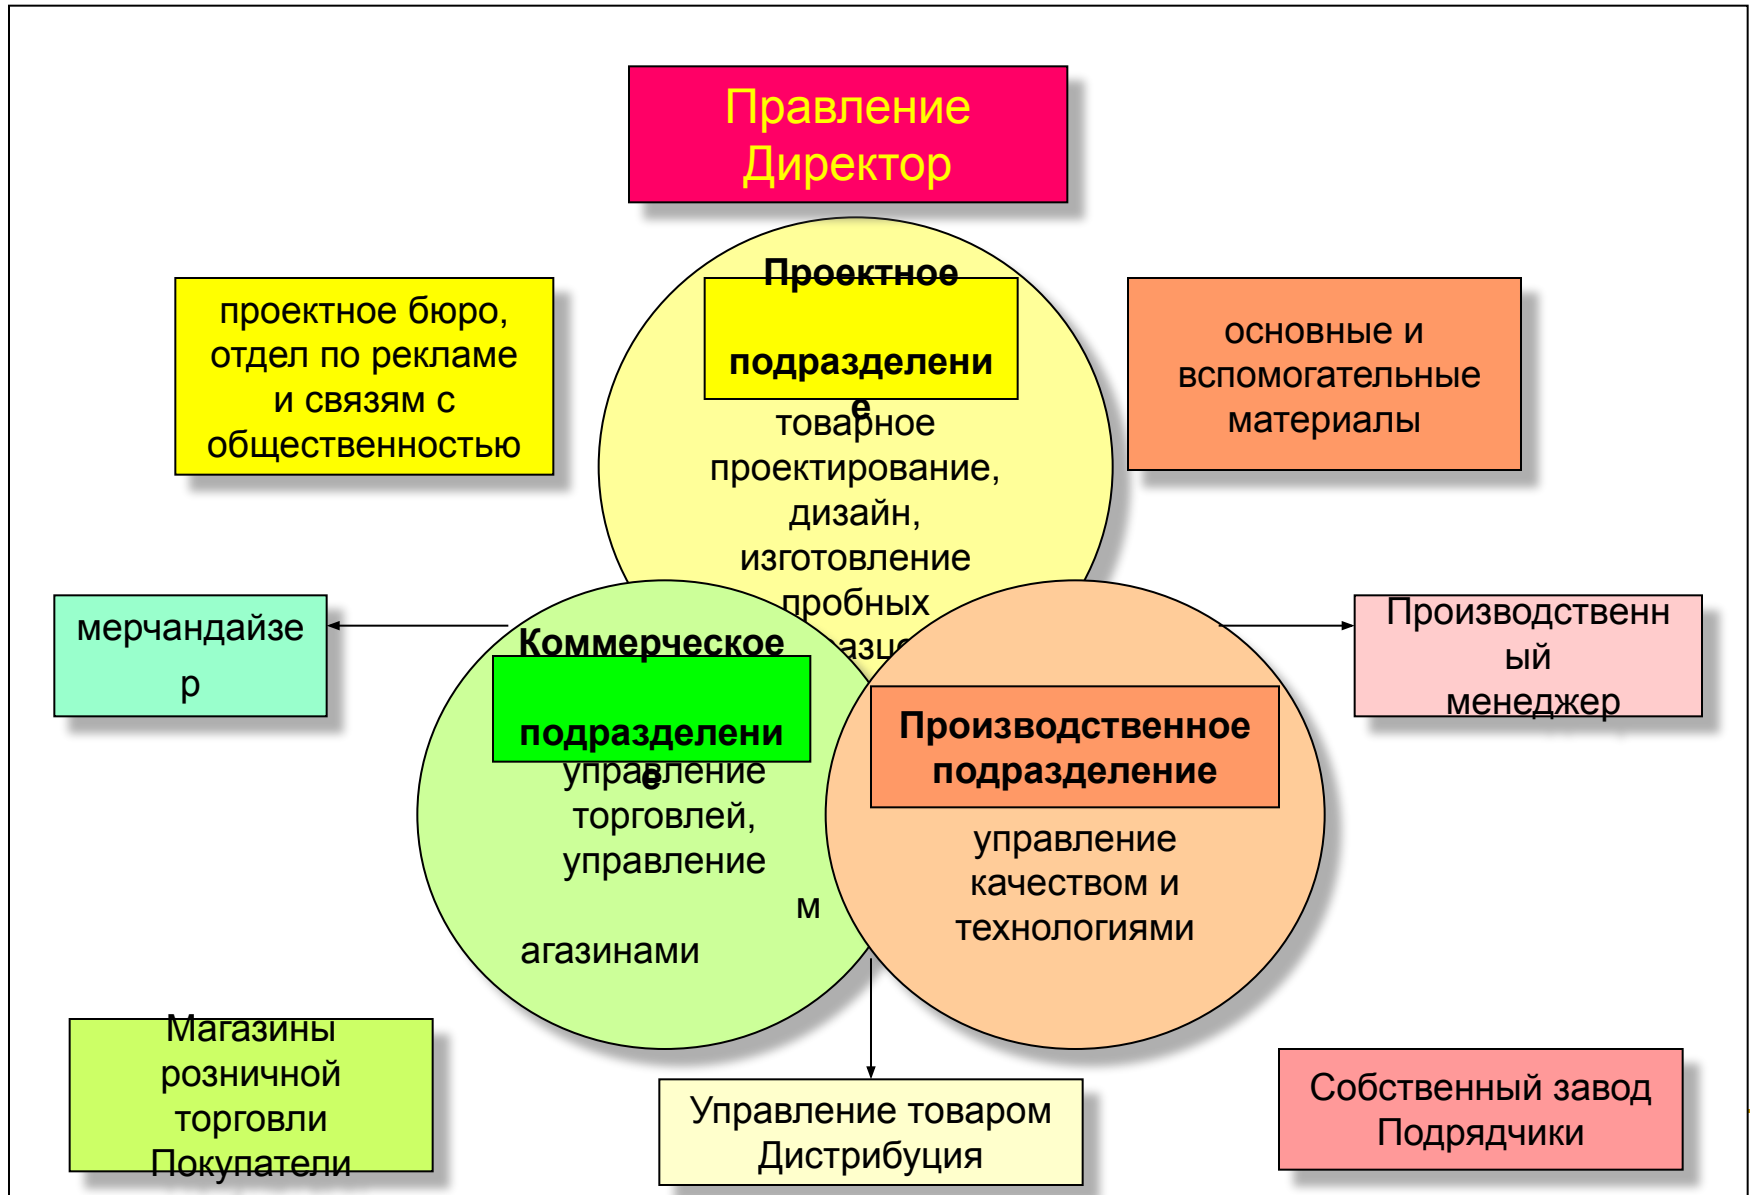 Правление
Директор
проектное бюро,
отдел по рекламе
и связям с
общественностью
Проектное
подразделени
е
товарное
проектирование,
дизайн,
изготовление
пробных
основные и
вспомогательные
материалы
мерчандайзе
р
Коммерческое
подразделени
е
управление
торговлей,
управление
м
агазинами
Производственное
подразделение
управление
качеством и
технологиями
Производственн
ый
менеджер
Магазины
розничной
торговли
Покупатели
Управление товаром
Дистрибуция
Собственный завод
Подрядчики